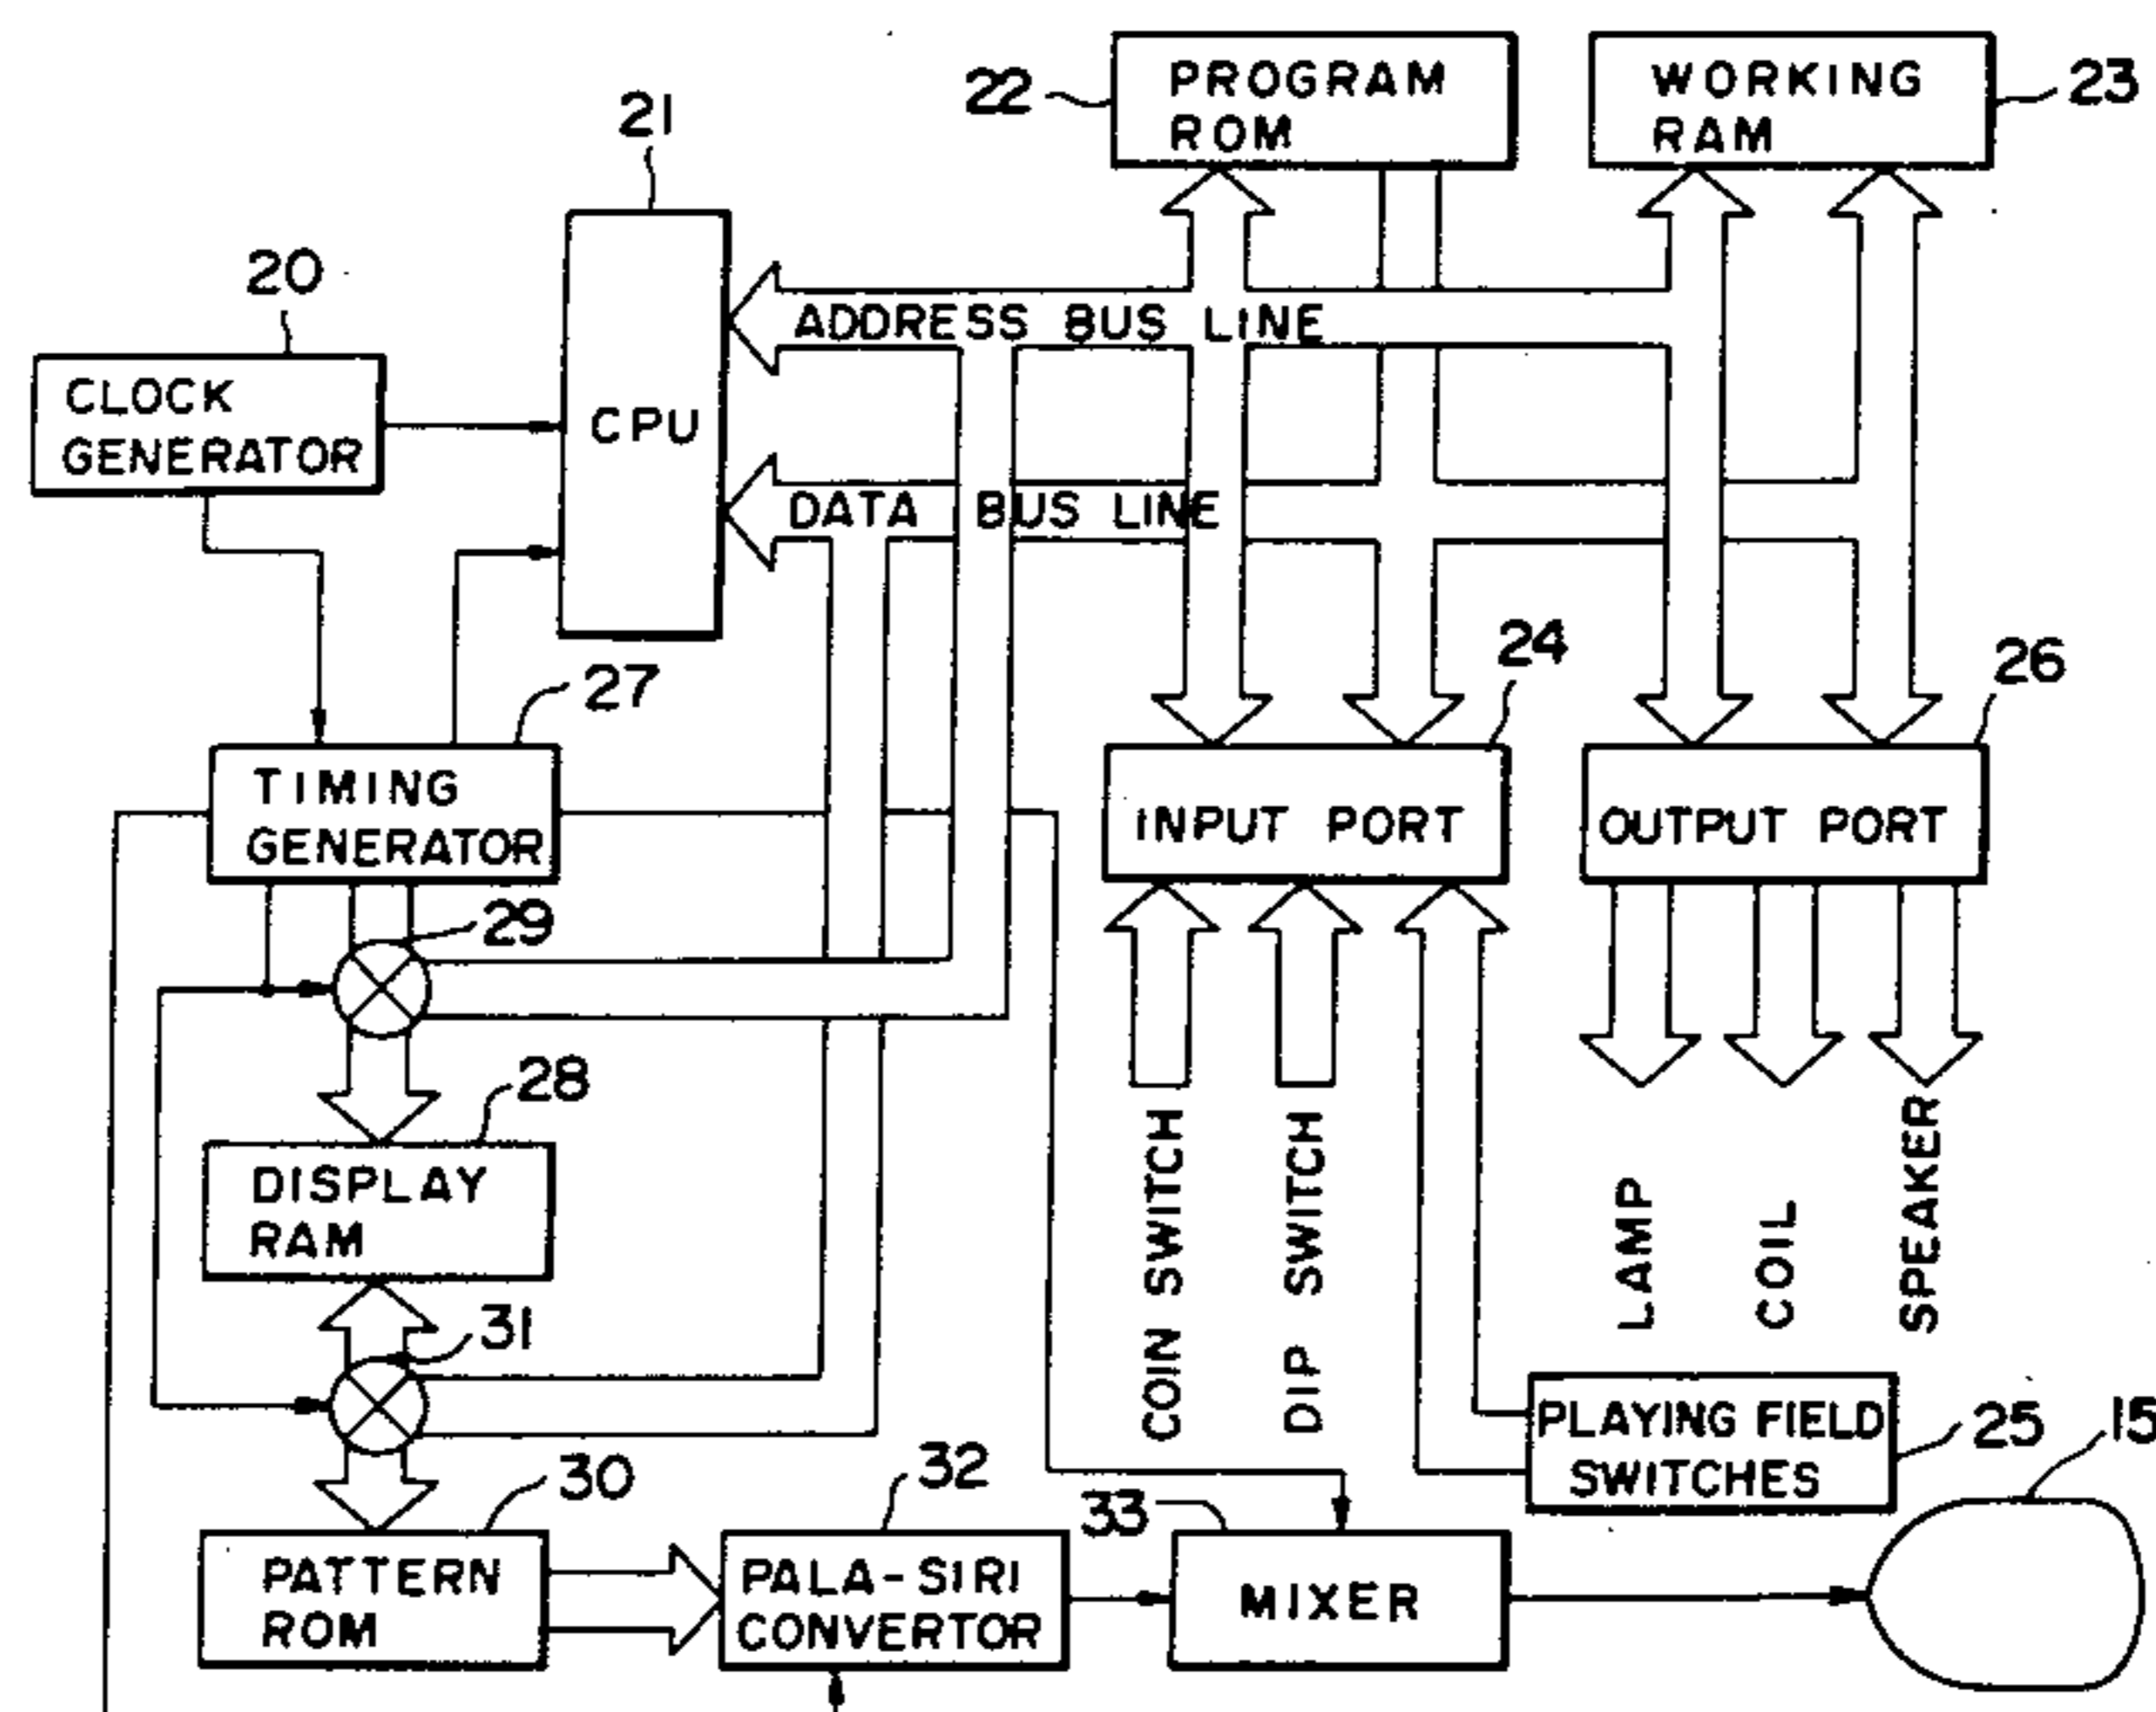 22
PROGRAM
ROM
WORKING
RAM
23
21
20
CLOCK
GENERATOR
CPU
ADDRESS BUS LINE
DATA BUS LINE
24
26
27
TIMING
GENERATOR
INPUT PORT
OUTPUT PORT
29
28
DISPLAY
RAM
COIN SWITCH
DIP SWITCH
LAMP
COIL
SPEAKER
31
PLAYING FIELD
SWITCHES
25
15
30
32
33
PATTERN
ROM
PALA-SIRI
CONVERTOR
MIXER